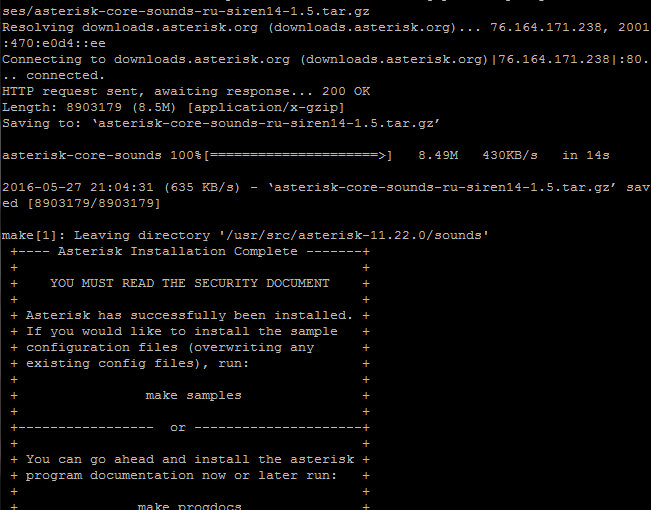 ses/asterisk-core-sounds-ru-siren14-1.5.tar.gz
Resolving downloads.asterisk.org (downloads.asterisk.org)... 76.164.171.238, 2001
:470:e0d4::ee
Connecting to downloads.asterisk.org (downloads.asterisk.org)|76.164.171.238|:80.
.. connected.
HTTP request sent, awaiting response... 200 OK
Length: 8903179 (8.5M) [application/x-gzip]
Saving to: ‘asterisk-core-sounds-ru-siren14-1.5.tar.gz’

asterisk-core-sounds 100%[=====================>]   8.49M   430KB/s   in 14s

2016-05-27 21:04:31 (635 KB/s) - ‘asterisk-core-sounds-ru-siren14-1.5.tar.gz’ sav
ed [8903179/8903179]

make[1]: Leaving directory '/usr/src/asterisk-11.22.0/sounds'
 +---- Asterisk Installation Complete -------+
 +                                           +
 +    YOU MUST READ THE SECURITY DOCUMENT    +
 +                                           +
 + Asterisk has successfully been installed. +
 + If you would like to install the sample   +
 + configuration files (overwriting any      +
 + existing config files), run:              +
 +                                           +
 +                make samples               +
 +                                           +
 +-----------------  or ---------------------+
 +                                           +
 + You can go ahead and install the asterisk +
 + program documentation now or later run:   +
 +                                           +
 +               make progdocs               +